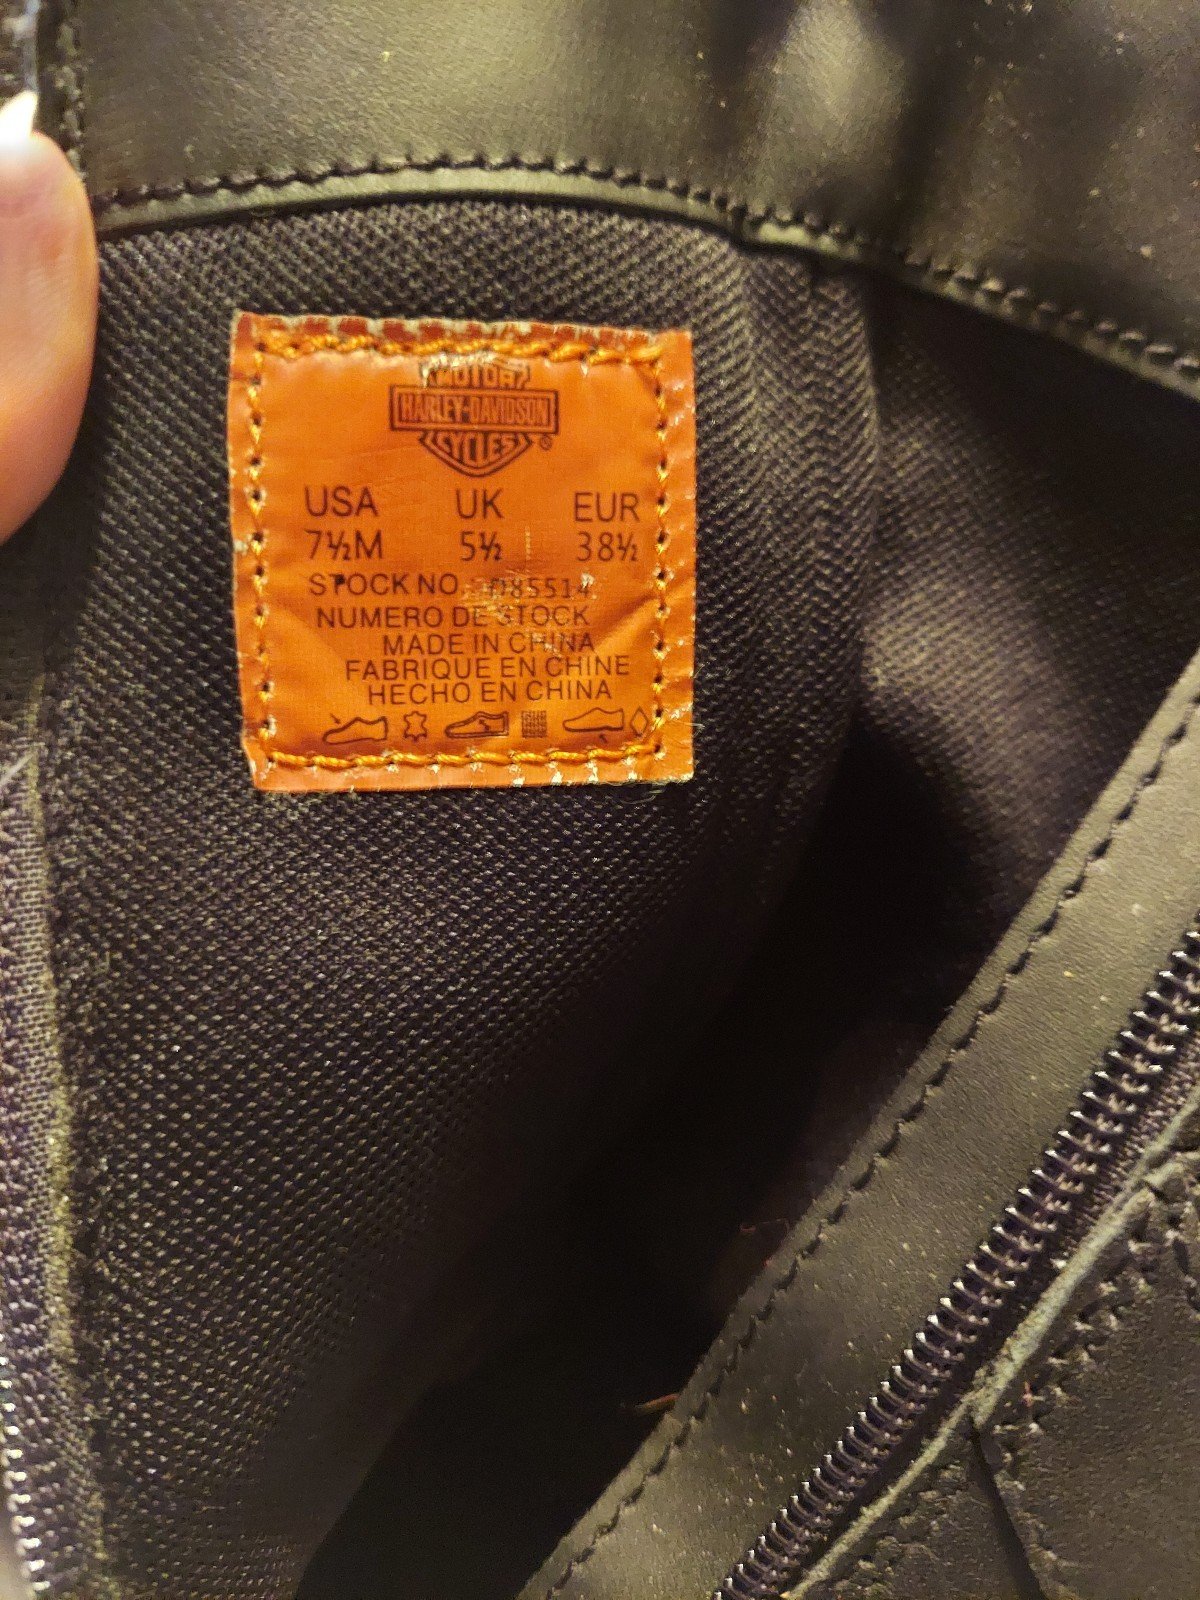 MOTOR
HARLEY-DAVIDSON
CYCLES ®
USA UK EUR
7½M 5½ 38½
STOCK NO. D85514
NUMERO DE STOCK
MADE IN CHINA
FABRIQUE EN CHINE
HECHO EN CHINA